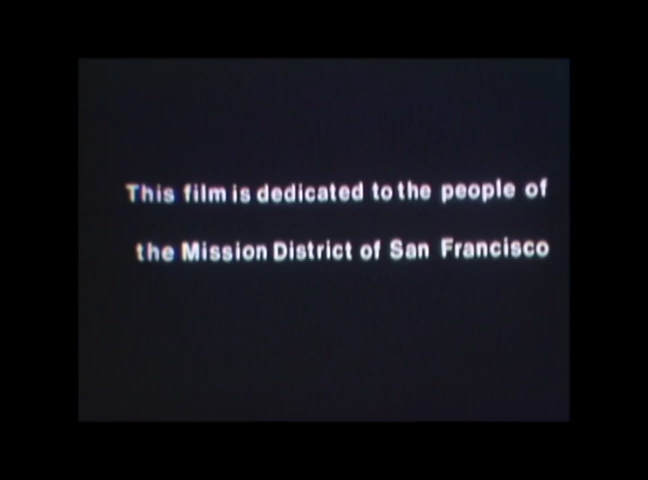 This film is dedicated to the people of
the Mission District of San Francisco